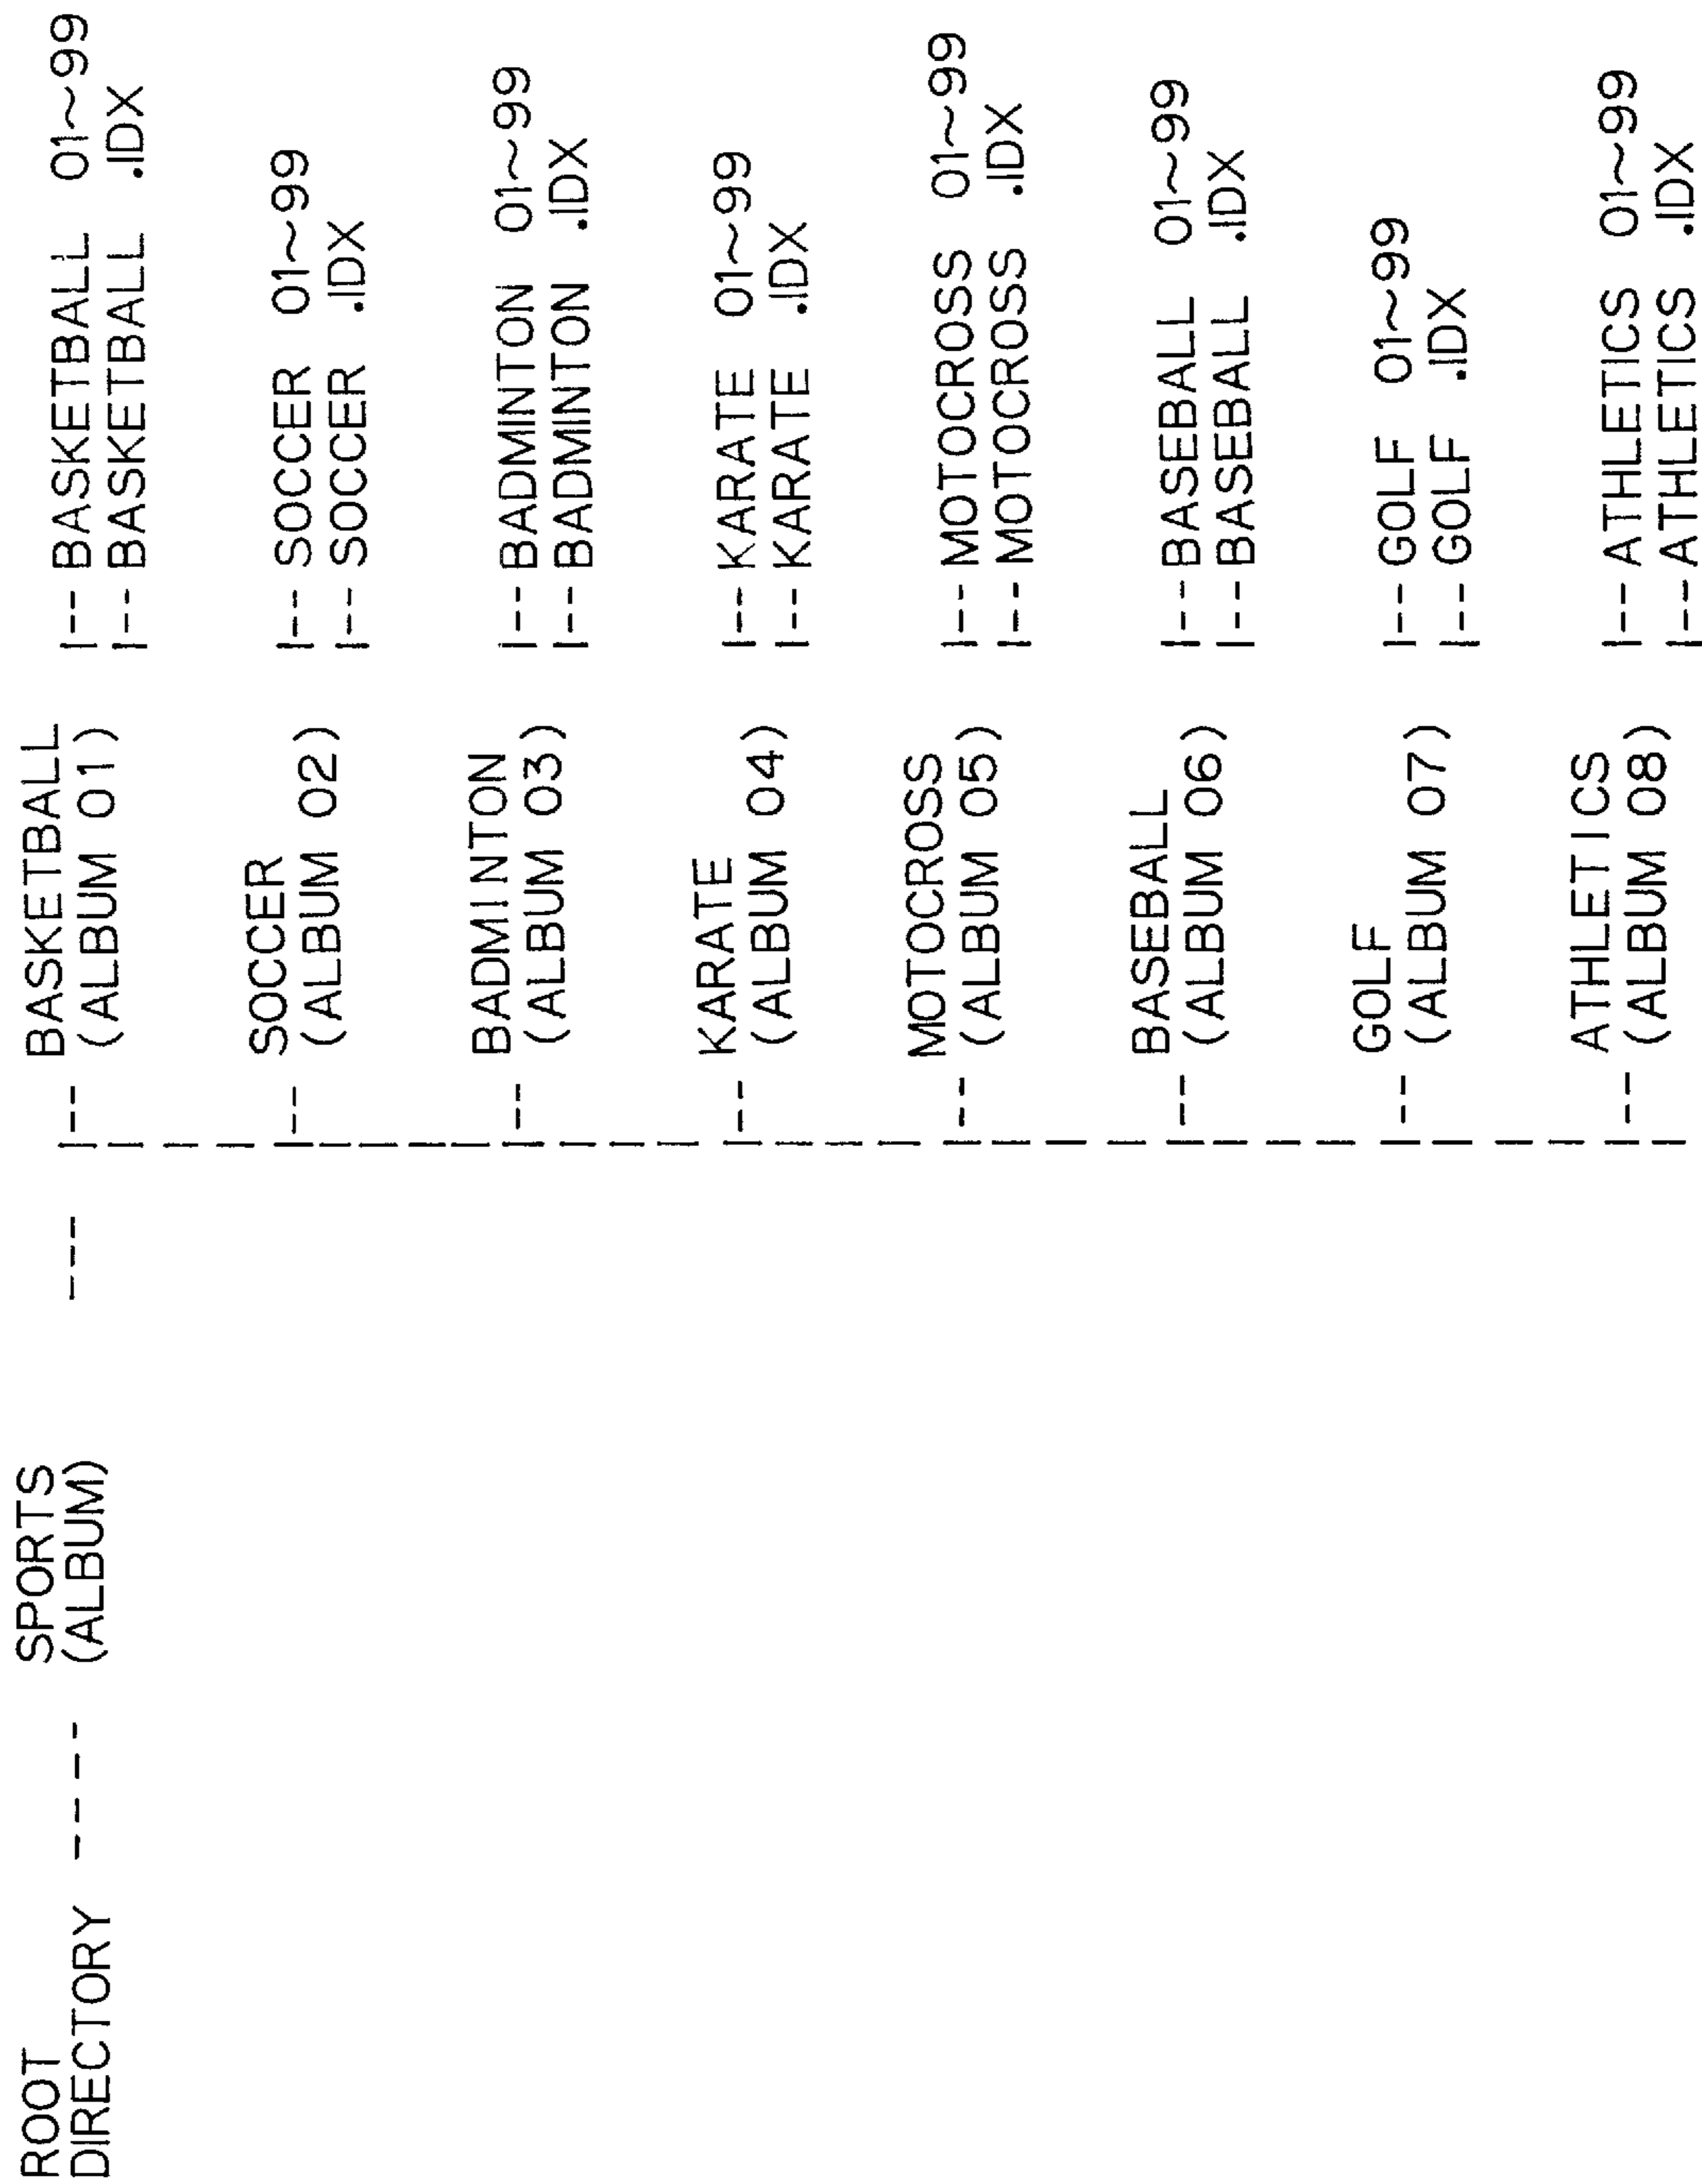 ROOT DIRECTORY ---- SPORTS (ALBUM) --- |-- BASKETBALL |--- BASKETBALL 01~99
(ALBUM 01) |--- BASKETBALL .IDX
|-- SOCCER |--- SOCCER 01~99
(ALBUM 02) |--- SOCCER .IDX
|-- BADMINTON |--- BADMINTON 01~99
(ALBUM 03) |--- BADMINTON .IDX
|-- KARATE |--- KARATE 01~99
(ALBUM 04) |--- KARATE .IDX
|-- MOTOCROSS |--- MOTOCROSS 01~99
(ALBUM 05) |--- MOTOCROSS .IDX
|-- BASEBALL |--- BASEBALL 01~99
(ALBUM 06) |--- BASEBALL .IDX
|-- GOLF |--- GOLF 01~99
(ALBUM 07) |--- GOLF .IDX
|-- ATHLETICS |--- ATHLETICS 01~99
(ALBUM 08) |--- ATHLETICS .IDX